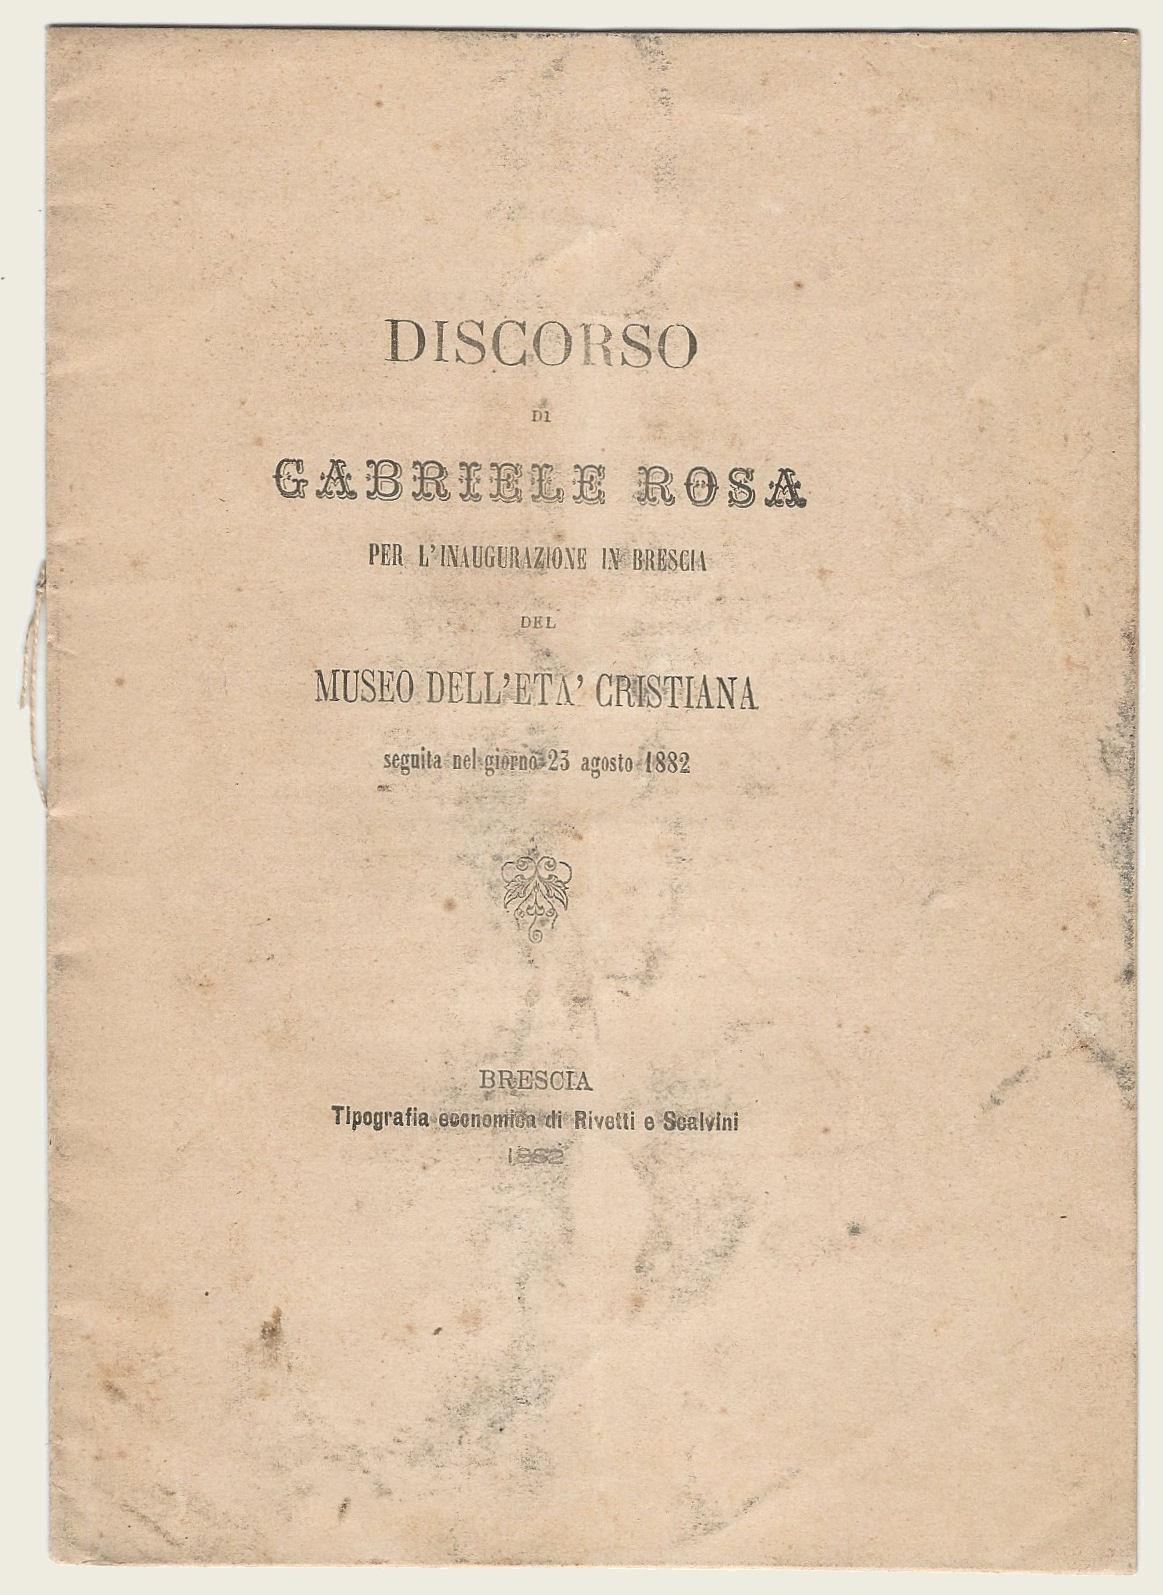 DISCORSO
DI
GABRIELE ROSA
PER L'INAUGURAZIONE IN BRESCIA
DEL
MUSEO DELL'ETA' CRISTIANA
seguita nel giorno 23 agosto 1882
BRESCIA
Tipografia economica di Rivetti e Scalvini
1882